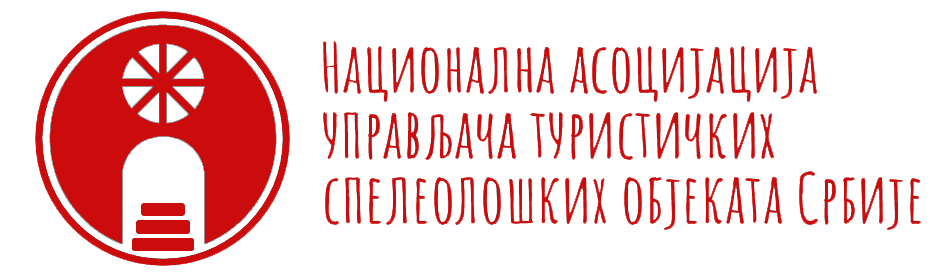 Национална асоцијација
управљача туристичких
спелеолошких објеката Србије